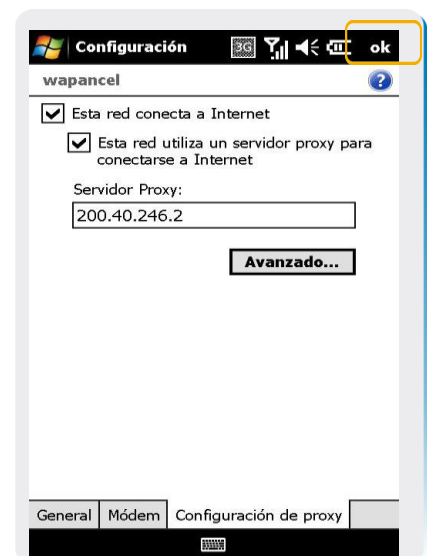 Configuración 3G ok
wapancel ?
Esta red conecta a Internet
Esta red utiliza un servidor proxy para
conectarse a Internet
Servidor Proxy:
200.40.246.2
Avanzado...
General Módem Configuración de proxy